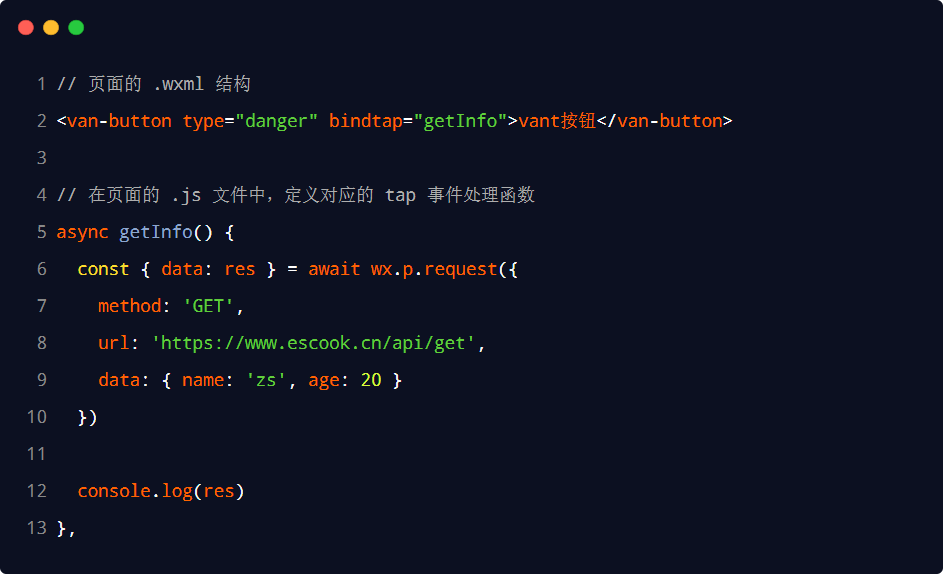 1 // 页面的 .wxml 结构
2 <van-button type="danger" bindtap="getInfo">vant按钮</van-button>
3
4 // 在页面的 .js 文件中，定义对应的 tap 事件处理函数
5 async getInfo() {
6   const { data: res } = await wx.p.request({
7     method: 'GET',
8     url: 'https://www.escook.cn/api/get',
9     data: { name: 'zs', age: 20 }
10   })
11
12   console.log(res)
13 },